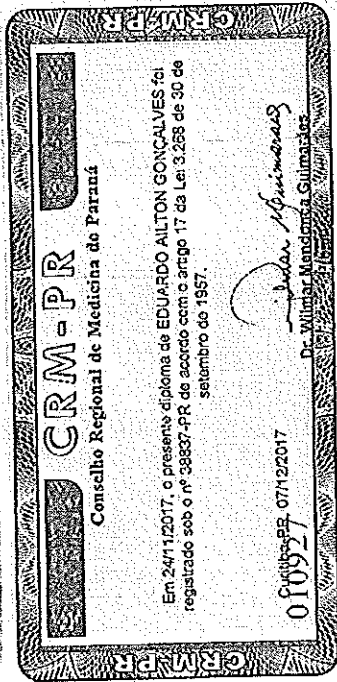 CRM-PR
CRM-PR
Conselho Regional de Medicina do Paraná
Em 24/11/2017, o presente diploma de EDUARDO AILTON GONÇALVES foi
registrado sob o nº 38837-PR de acordo com o artigo 17 da Lei 3.268 de 30 de
setembro de 1957.
Curitiba-PR, 07/12/2017
010927
Dr. Wilmar Mendonça Guimarães
CRM-PR